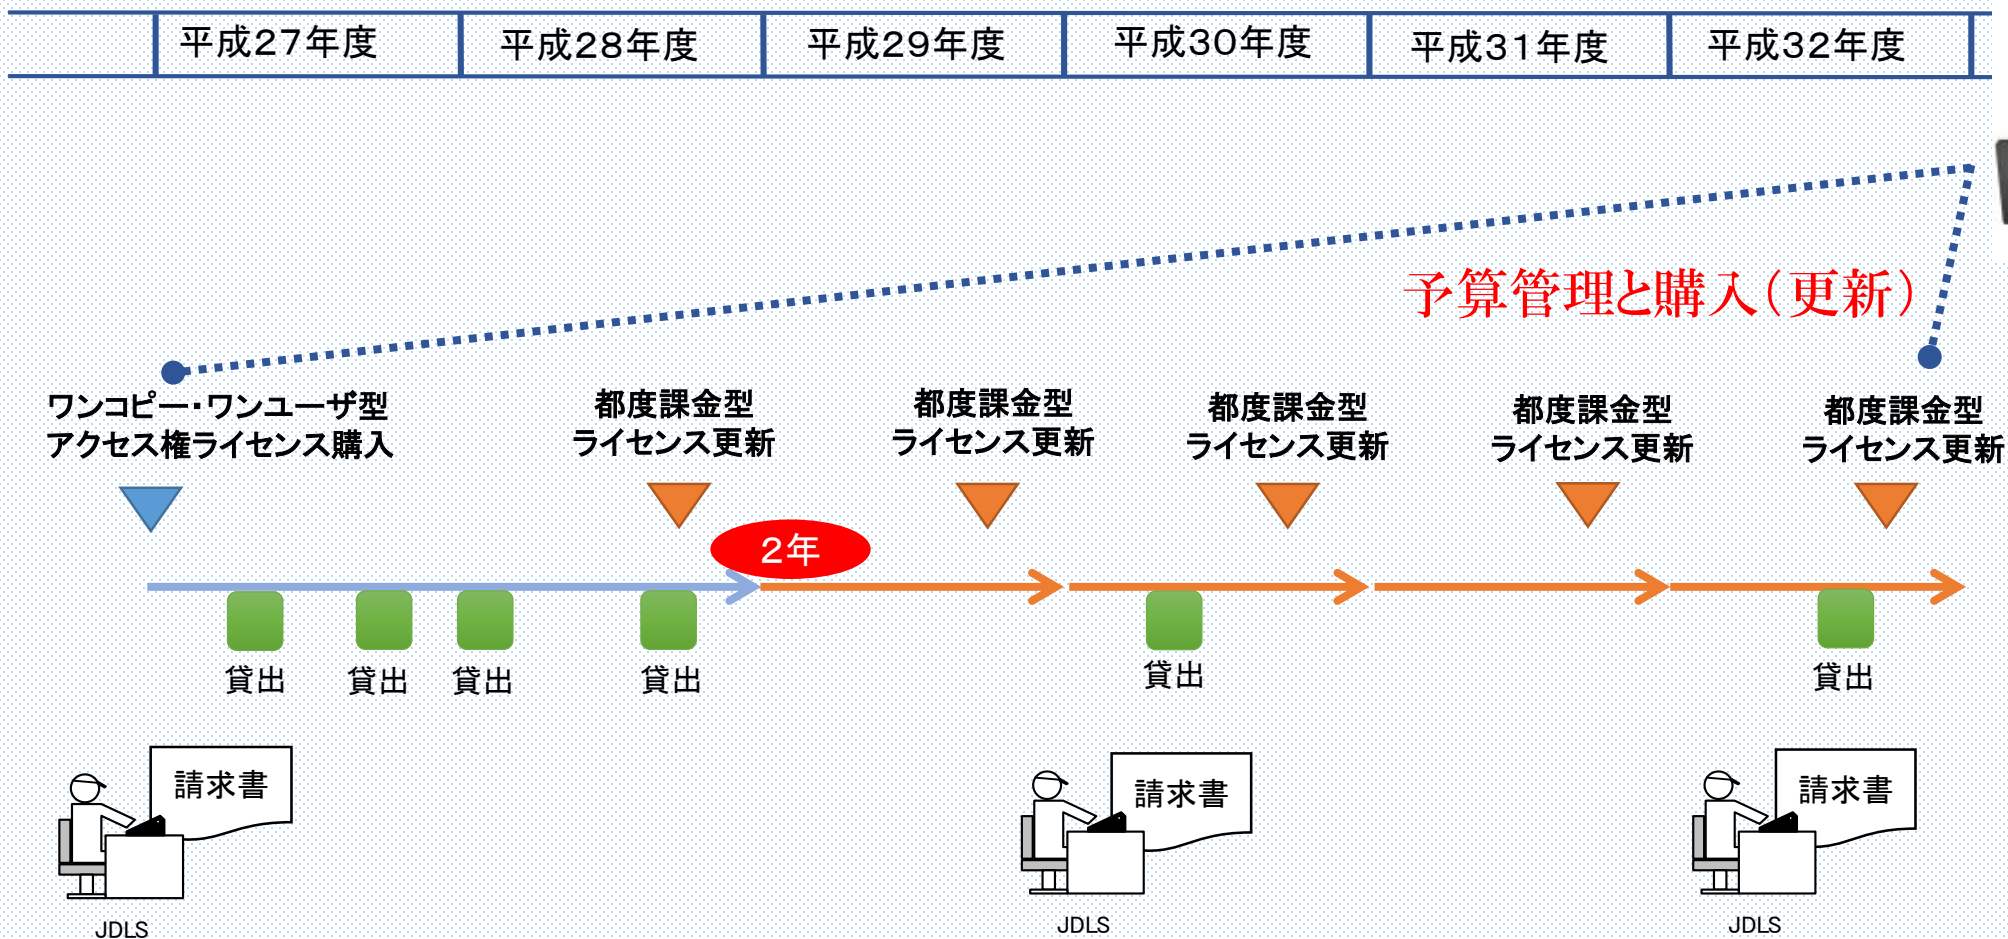 平成27年度
平成28年度
平成29年度
平成30年度
平成31年度
平成32年度
予算管理と購入（更新）
ワンコピー・ワンユーザ型
アクセス権ライセンス購入
都度課金型
ライセンス更新
都度課金型
ライセンス更新
都度課金型
ライセンス更新
都度課金型
ライセンス更新
都度課金型
ライセンス更新
2年
貸出
貸出
貸出
貸出
貸出
貸出
請求書
請求書
請求書
JDLS
JDLS
JDLS